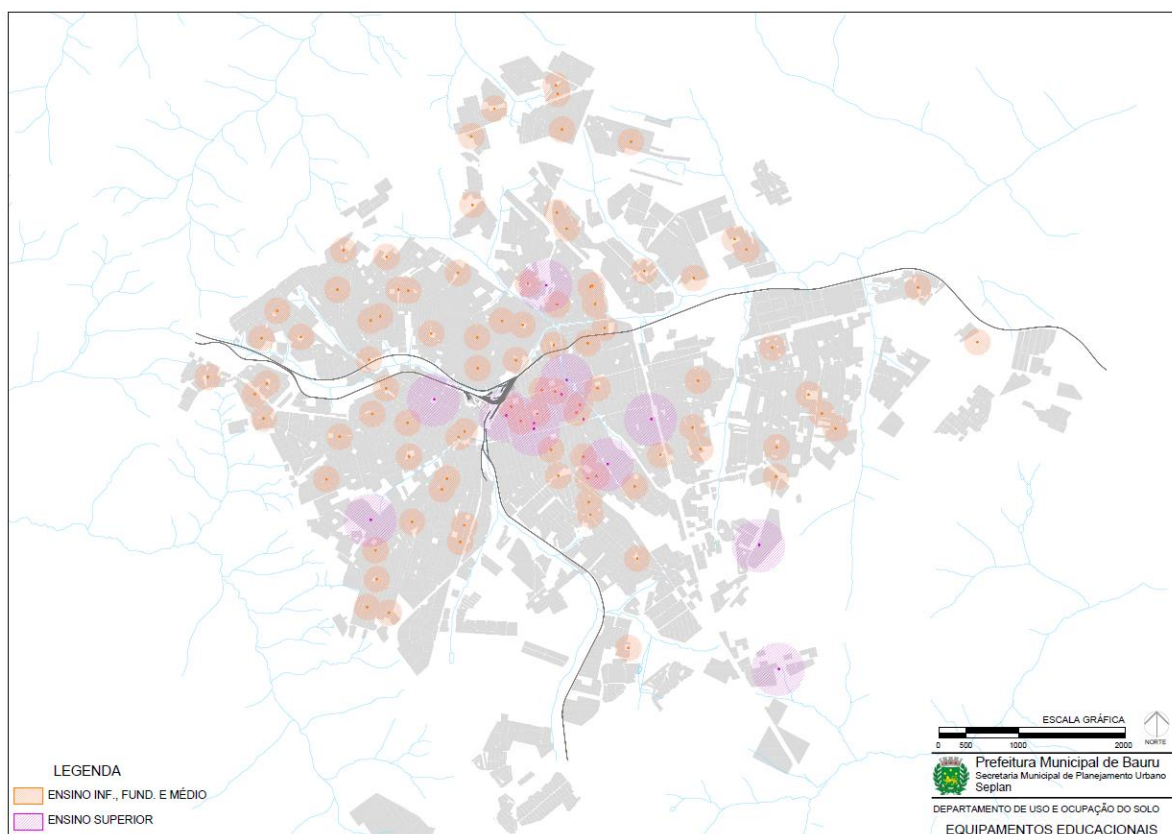 ESCALA GRÁFICA
0 500 1000 2000
NORTE
Prefeitura Municipal de Bauru
Secretaria Municipal de Planejamento Urbano
Seplan
DEPARTAMENTO DE USO E OCUPAÇÃO DO SOLO
EQUIPAMENTOS EDUCACIONAIS
LEGENDA
ENSINO INF., FUND. E MÉDIO
ENSINO SUPERIOR